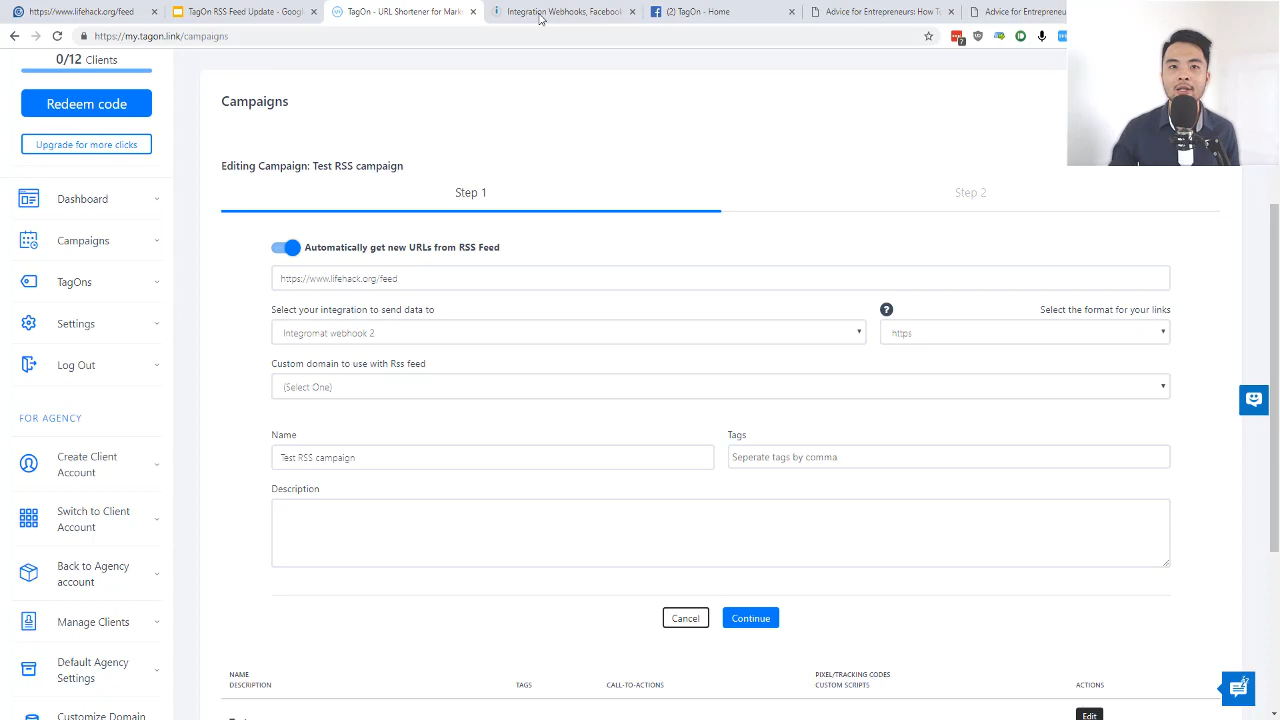 https://www.lifehack.org/feed
TagOn RSS Feed Update - Google
TagOn - URL Shortener for Mark
Integration Webhooks, Faceb
(2) TagOn - Home
Advice for Entrepreneurs: How T
Advice for Entrepreneu
https://my.tagon.link/campaigns
0/12 Clients
Redeem code
Upgrade for more clicks
Dashboard
Campaigns
TagOns
Settings
Log Out
FOR AGENCY
Create Client
Account
Switch to Client
Account
Back to Agency
account
Manage Clients
Default Agency
Settings
Customize Domain
Campaigns
Editing Campaign: Test RSS campaign
Step 1
Step 2
Automatically get new URLs from RSS Feed
https://www.lifehack.org/feed
Select your integration to send data to
?
Select the format for your links
Integromat webhook 2
https
Custom domain to use with Rss feed
(Select One)
Name
Tags
Test RSS campaign
Seperate tags by comma
Description
Cancel
Continue
NAME
DESCRIPTION
TAGS
CALL-TO-ACTIONS
PIXEL/TRACKING CODES
CUSTOM SCRIPTS
ACTIONS
Edit